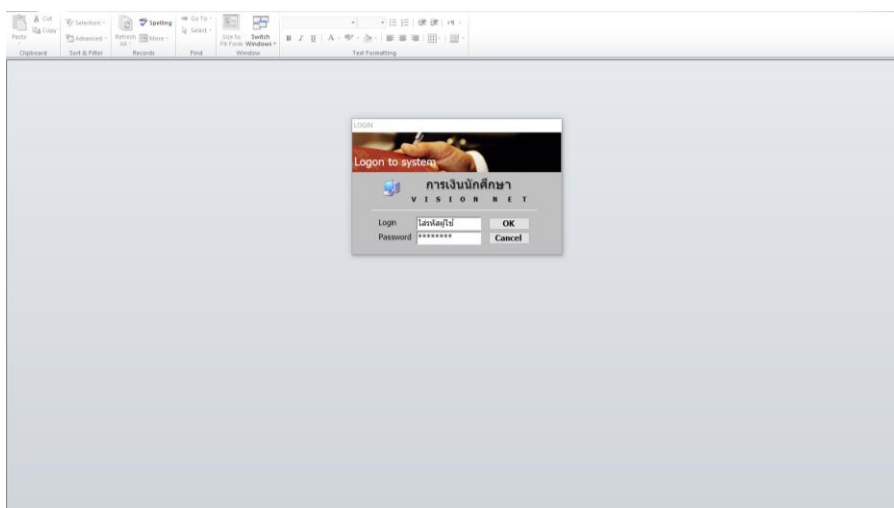 Cut
Copy
Paste
Clipboard
Selection
Advanced
Sort & Filter
Refresh All
Spelling
More
Records
Go To
Select
Find
Size to Fit Form
Switch Windows
Window
B I U A
Text Formatting
LOGIN
Logon to system
การเงินนักศึกษา
VISION NET
Login ใส่รหัสผู้ใช้ OK
Password ******** Cancel